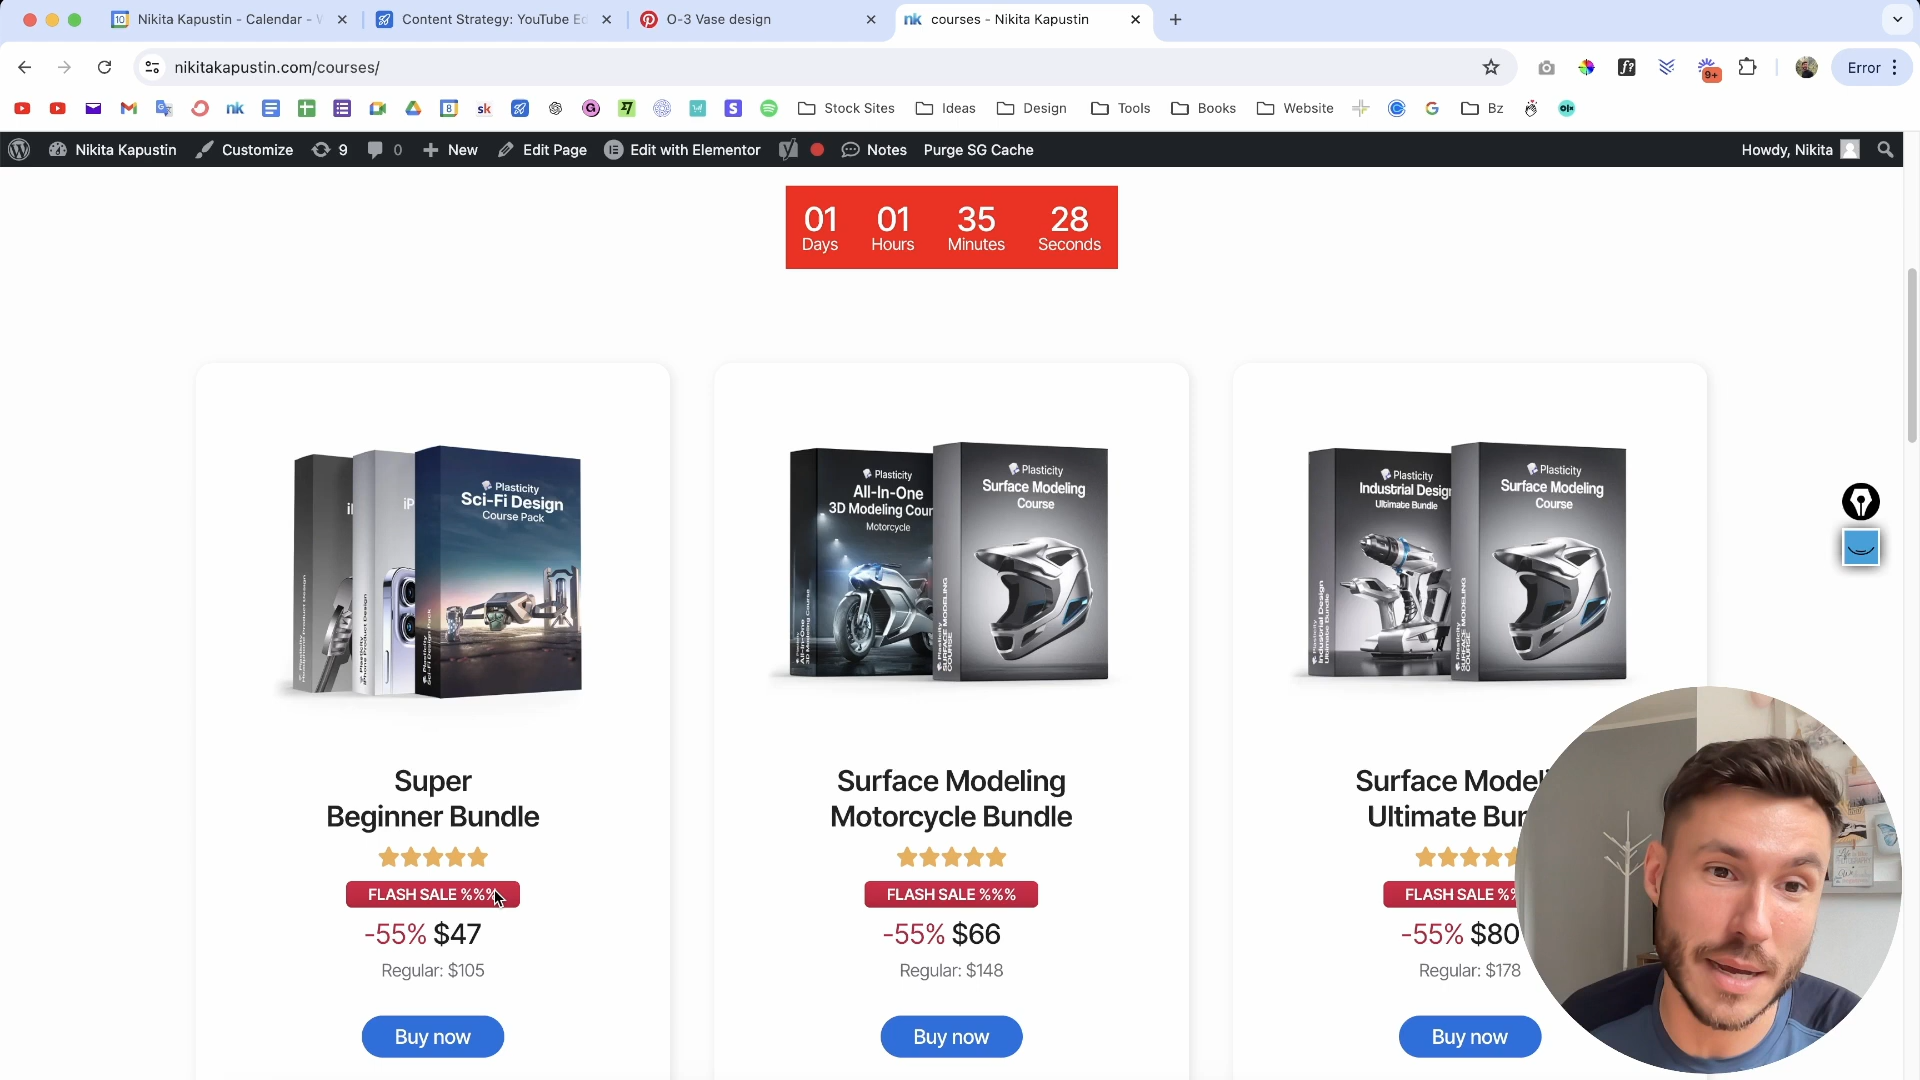 Nikita Kapustin - Calendar - W
Content Strategy: YouTube Ed
O-3 Vase design
courses - Nikita Kapustin
nikitakapustin.com/courses/
9+
Error
nk
sk
Stock Sites
Ideas
Design
Tools
Books
Website
Bz
Nikita Kapustin
Customize
9
0
New
Edit Page
Edit with Elementor
Notes
Purge SG Cache
Howdy, Nikita
01
01
35
28
Days
Hours
Minutes
Seconds
Plasticity
Sci-Fi Design
Course Pack
Plasticity
All-In-One
3D Modeling Cour
Motorcycle
Plasticity
Surface Modeling
Course
Plasticity
Industrial Design
Ultimate Bundle
Plasticity
Surface Modeling
Course
Super
Beginner Bundle
FLASH SALE %%%
-55% $47
Regular: $105
Buy now
Surface Modeling
Motorcycle Bundle
FLASH SALE %%%
-55% $66
Regular: $148
Buy now
Surface Modeli
Ultimate Bun
FLASH SALE %%
-55% $80
Regular: $178
Buy now